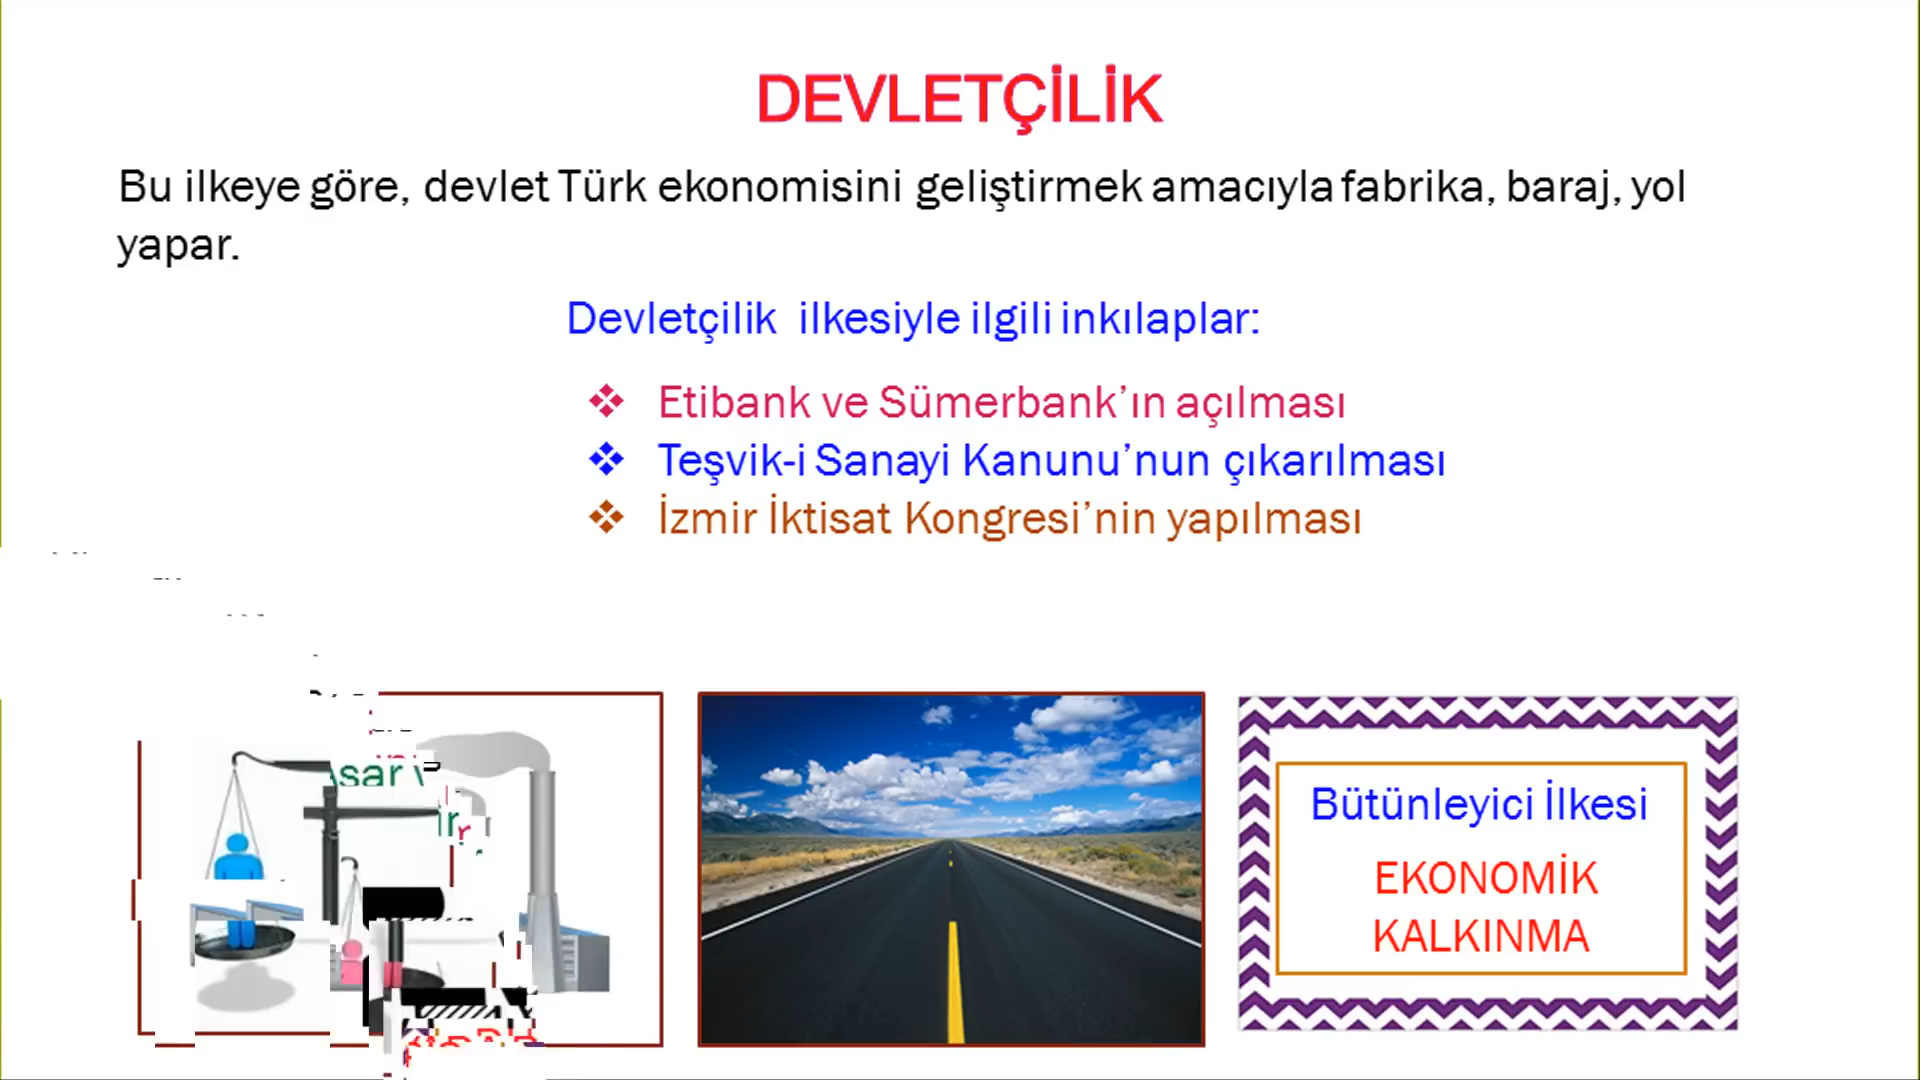 DEVLETÇİLİK
Bu ilkeye göre, devlet Türk ekonomisini geliştirmek amacıyla fabrika, baraj, yol
yapar.
Devletçilik ilkesiyle ilgili inkılaplar:
❖ Etibank ve Sümerbank’ın açılması
❖ Teşvik-i Sanayi Kanunu’nun çıkarılması
❖ İzmir İktisat Kongresi’nin yapılması
Bütünleyici İlkesi
EKONOMİK
KALKINMA